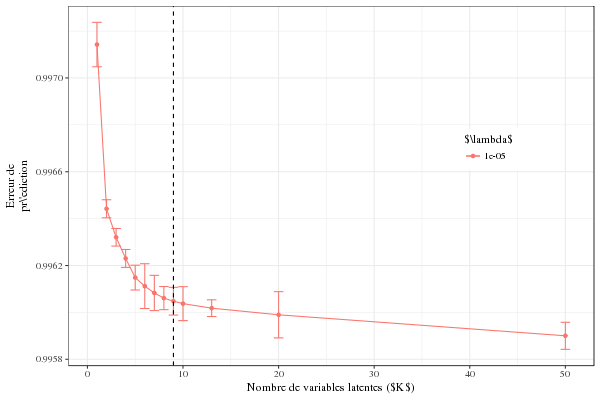 0.9970
0.9966
0.9962
0.9958
Erreur de
pr\'ediction
$\lambda$
1e-05
0
10
20
30
40
50
Nombre de variables latentes ($K$)